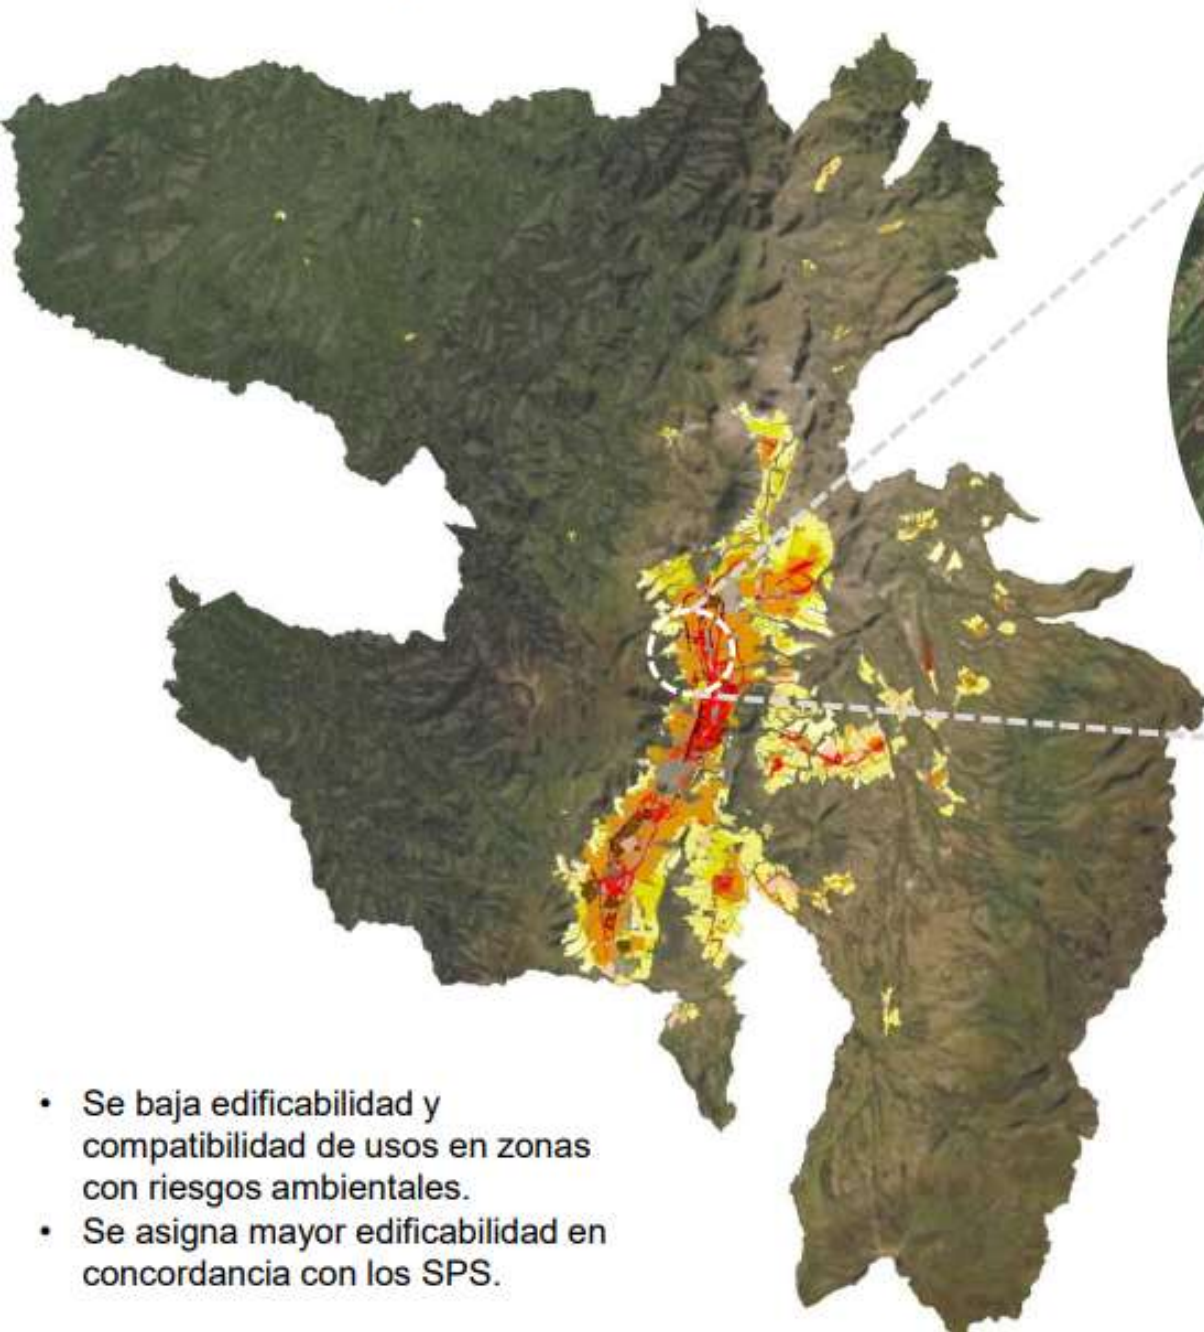 • Se baja edificabilidad y
compatibilidad de usos en zonas
con riesgos ambientales.
• Se asigna mayor edificabilidad en
concordancia con los SPS.